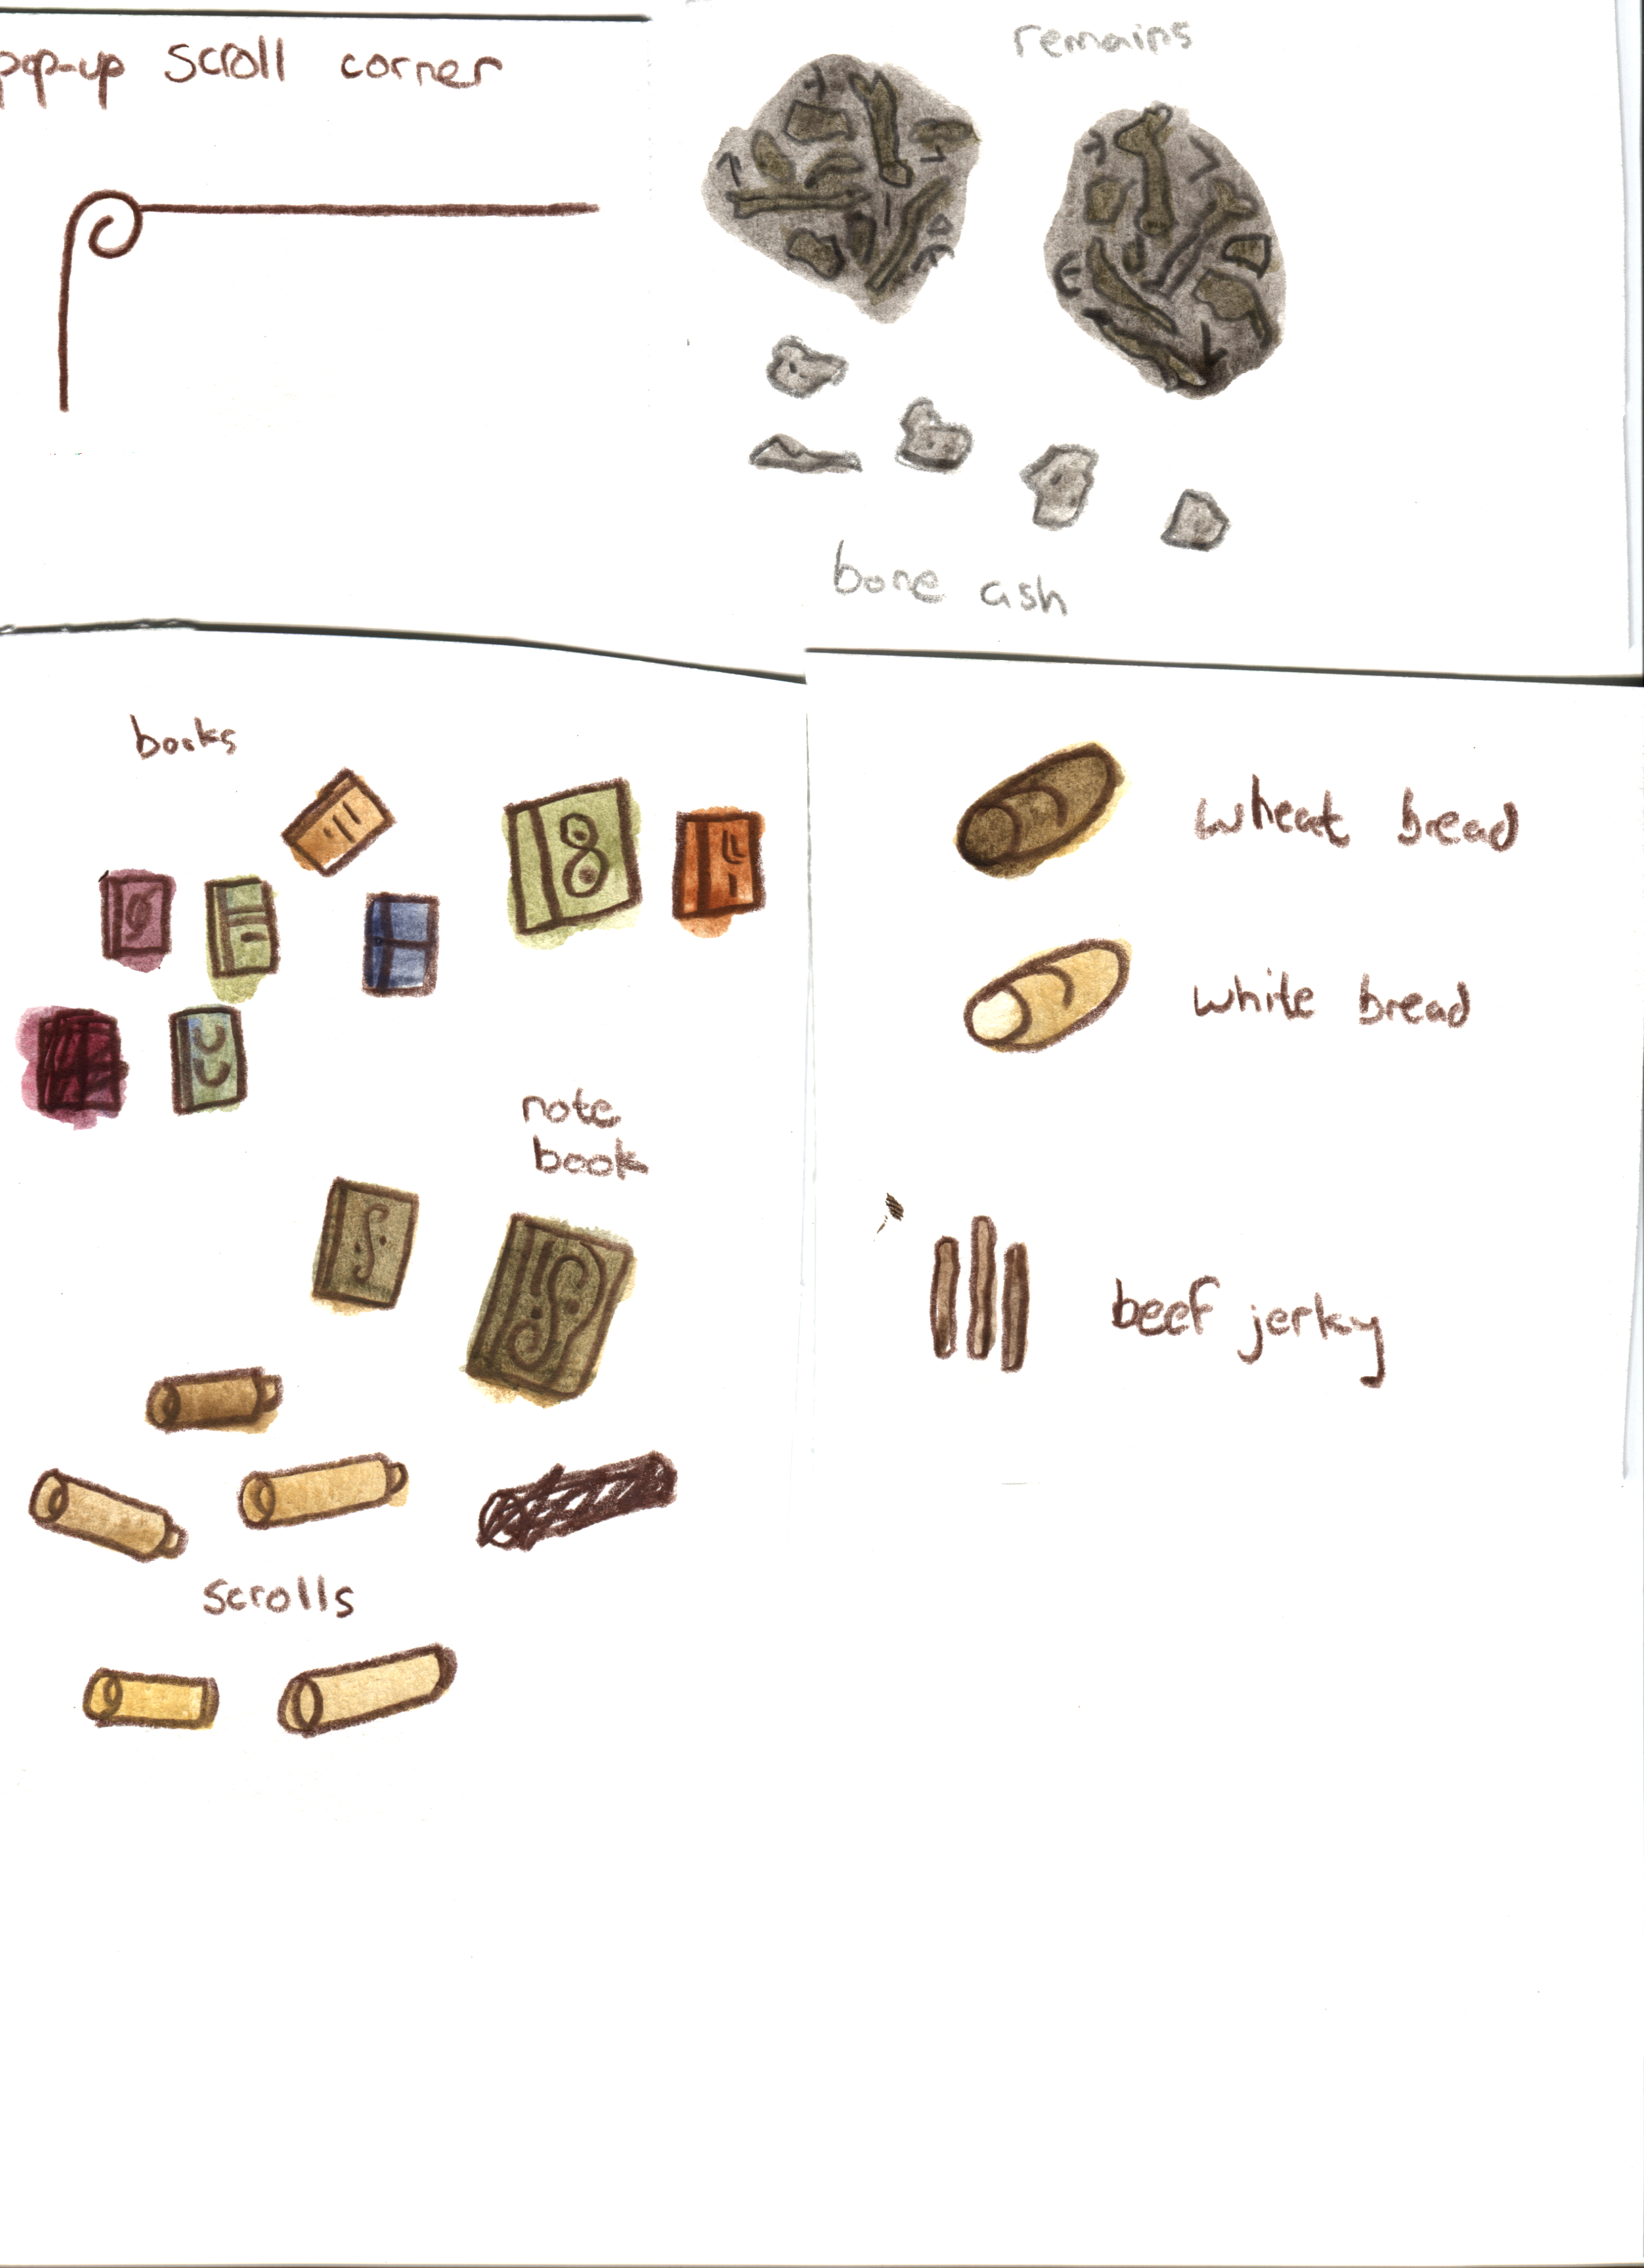 pop-up scroll corner
remains
bone ash
books
note
book
scrolls
wheat bread
white bread
beef jerky